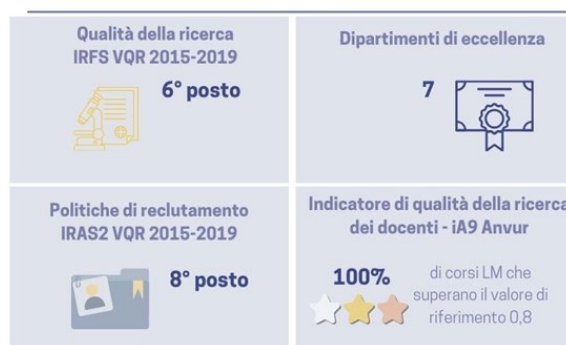 Qualità della ricerca
IRFS VQR 2015-2019
6° posto
Dipartimenti di eccellenza
7
Politiche di reclutamento
IRAS2 VQR 2015-2019
8° posto
Indicatore di qualità della ricerca
dei docenti - iA9 Anvur
100%
di corsi LM che
superano il valore di
riferimento 0,8